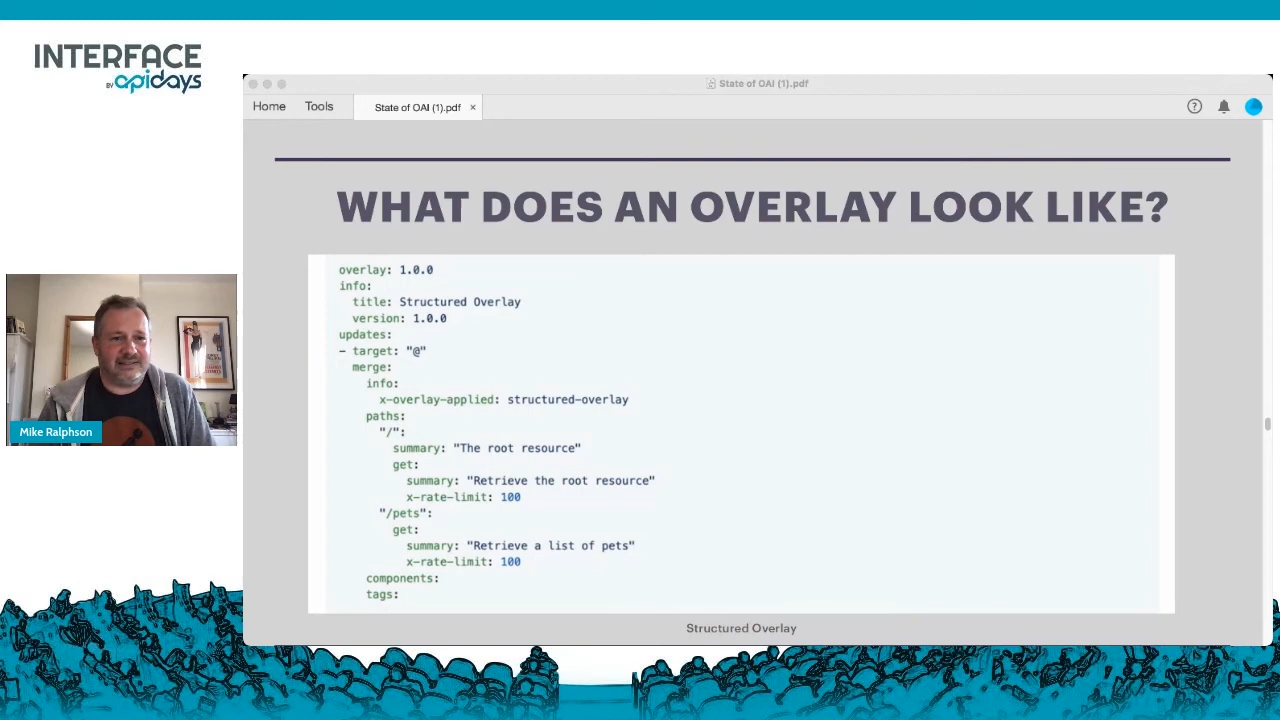 INTERFACE
BY apidays
State of OAI (1).pdf
Home Tools State of OAI (1).pdf ×
?
WHAT DOES AN OVERLAY LOOK LIKE?
overlay: 1.0.0
info:
  title: Structured Overlay
  version: 1.0.0
updates:
- target: "@"
  merge:
    info:
      x-overlay-applied: structured-overlay
    paths:
      "/":
        summary: "The root resource"
        get:
          summary: "Retrieve the root resource"
          x-rate-limit: 100
      "/pets":
        get:
          summary: "Retrieve a list of pets"
          x-rate-limit: 100
    components:
    tags:
Structured Overlay
Mike Ralphson